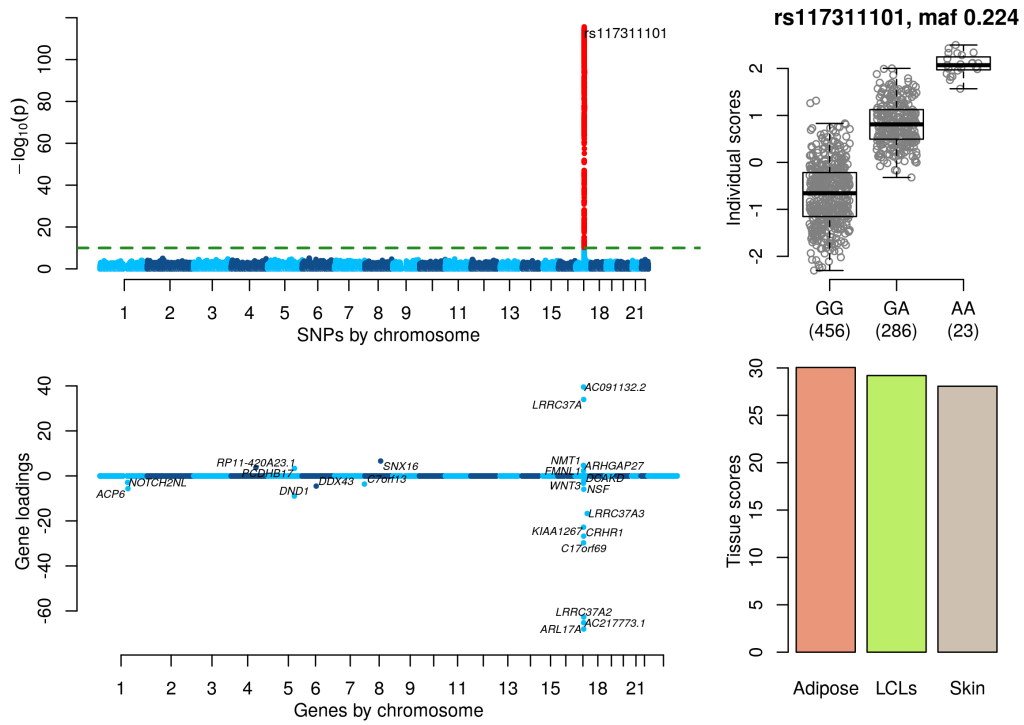 rs117311101, maf 0.224
−log₁₀(p)
0 20 40 60 80 100
rs117311101
1 2 3 4 5 6 7 8 9 11 13 15 18 21
SNPs by chromosome
Individual scores
-2 -1 0 1 2
GG GA AA
(456) (286) (23)
Gene loadings
-60 -40 -20 0 20 40
AC091132.2
LRRC37A
RP11-420A23.1
PCDHB17
SNX16
NMT1
ARHGAP27
FMNL1
DCAKD
ACP6
NOTCH2NL
DND1
DDX43
C7orf13
WNT3
NSF
LRRC37A3
KIAA1267
CRHR1
C17orf69
LRRC37A2
AC217773.1
ARL17A
1 2 3 4 5 6 7 8 9 11 13 15 18 21
Genes by chromosome
Tissue scores
0 5 10 15 20 25 30
Adipose LCLs Skin